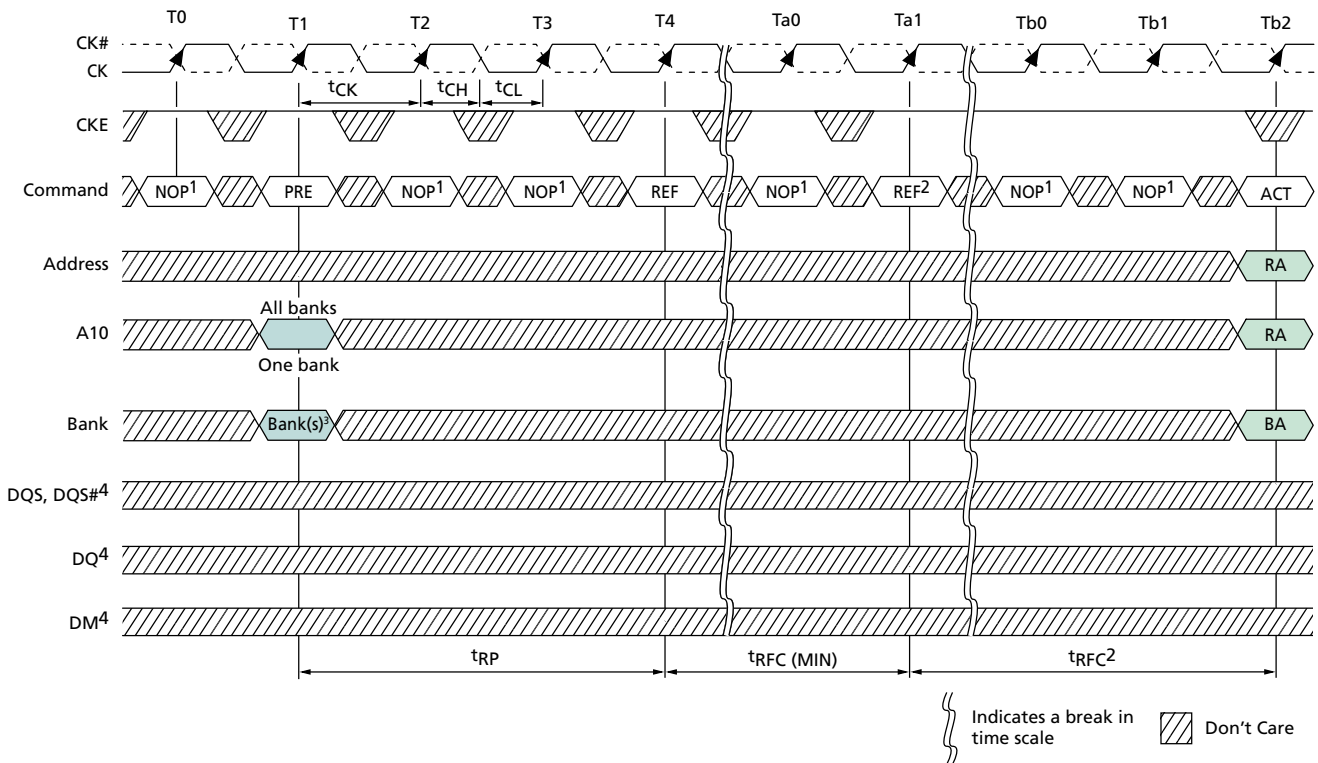 T0 T1 T2 T3 T4 Ta0 Ta1 Tb0 Tb1 Tb2
CK#
CK
tCK tCH tCL
CKE
Command NOP1 PRE NOP1 NOP1 REF NOP1 REF2 NOP1 NOP1 ACT
Address RA
All banks
A10 RA
One bank
Bank Bank(s)3 BA
DQS, DQS#4
DQ4
DM4
tRP tRFC (MIN) tRFC2
Indicates a break in
time scale
Don't Care